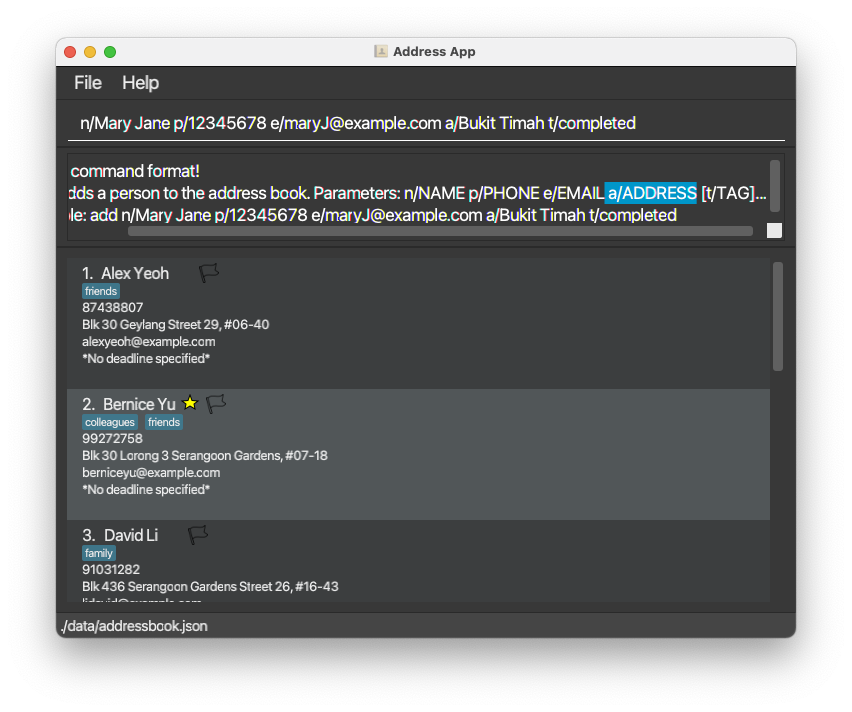 Address App
File Help
n/Mary Jane p/12345678 e/maryJ@example.com a/Bukit Timah t/completed
command format!
dds a person to the address book. Parameters: n/NAME p/PHONE e/EMAIL a/ADDRESS [t/TAG]...
le: add n/Mary Jane p/12345678 e/maryJ@example.com a/Bukit Timah t/completed
1. Alex Yeoh
friends
87438807
Blk 30 Geylang Street 29, #06-40
alexyeoh@example.com
*No deadline specified*
2. Bernice Yu
colleagues friends
99272758
Blk 30 Lorong 3 Serangoon Gardens, #07-18
berniceyu@example.com
*No deadline specified*
3. David Li
family
91031282
Blk 436 Serangoon Gardens Street 26, #16-43
lidavid@example.com
./data/addressbook.json